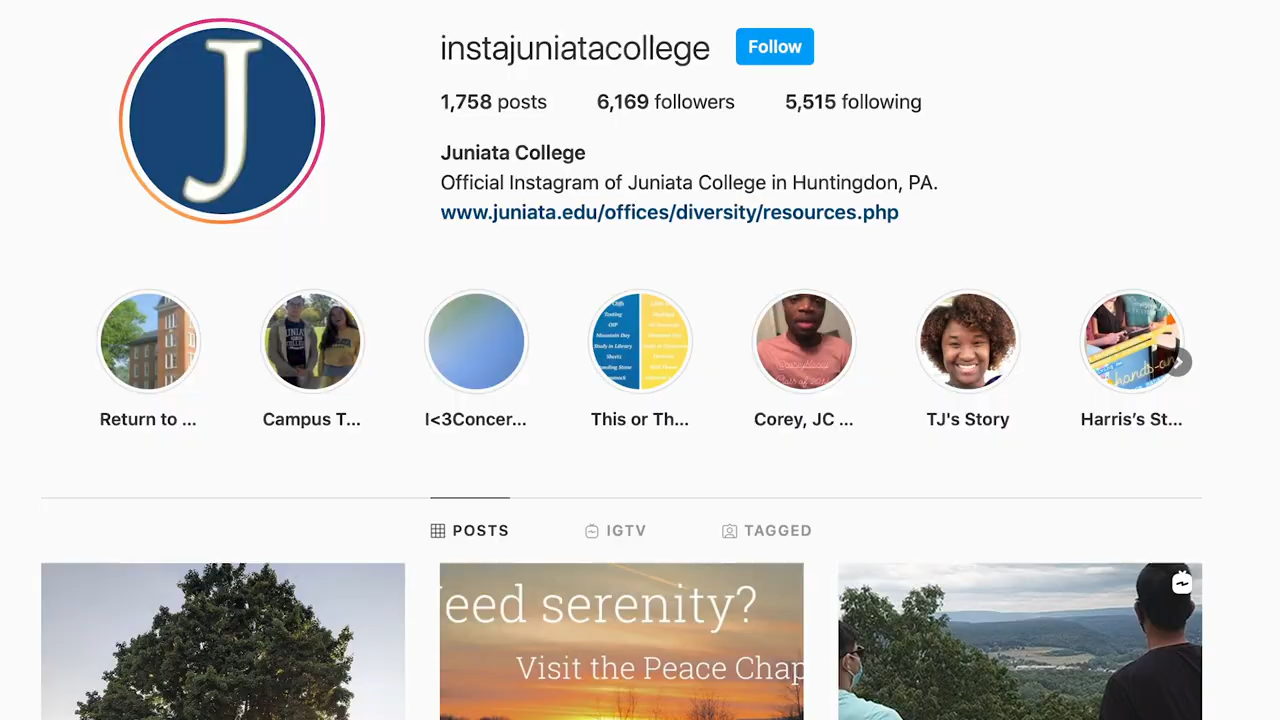 J
instajuniatacollege Follow
1,758 posts 6,169 followers 5,515 following
Juniata College
Official Instagram of Juniata College in Huntingdon, PA.
www.juniata.edu/offices/diversity/resources.php
Return to ... Campus T... I<3Concer... This or Th... Corey, JC ... TJ's Story Harris’s St...
POSTS IGTV TAGGED
eed serenity?
Visit the Peace Chap